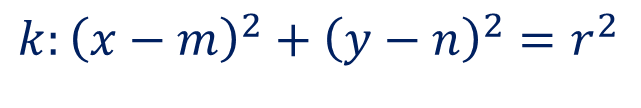 k: (x − m)² + (y − n)² = r²